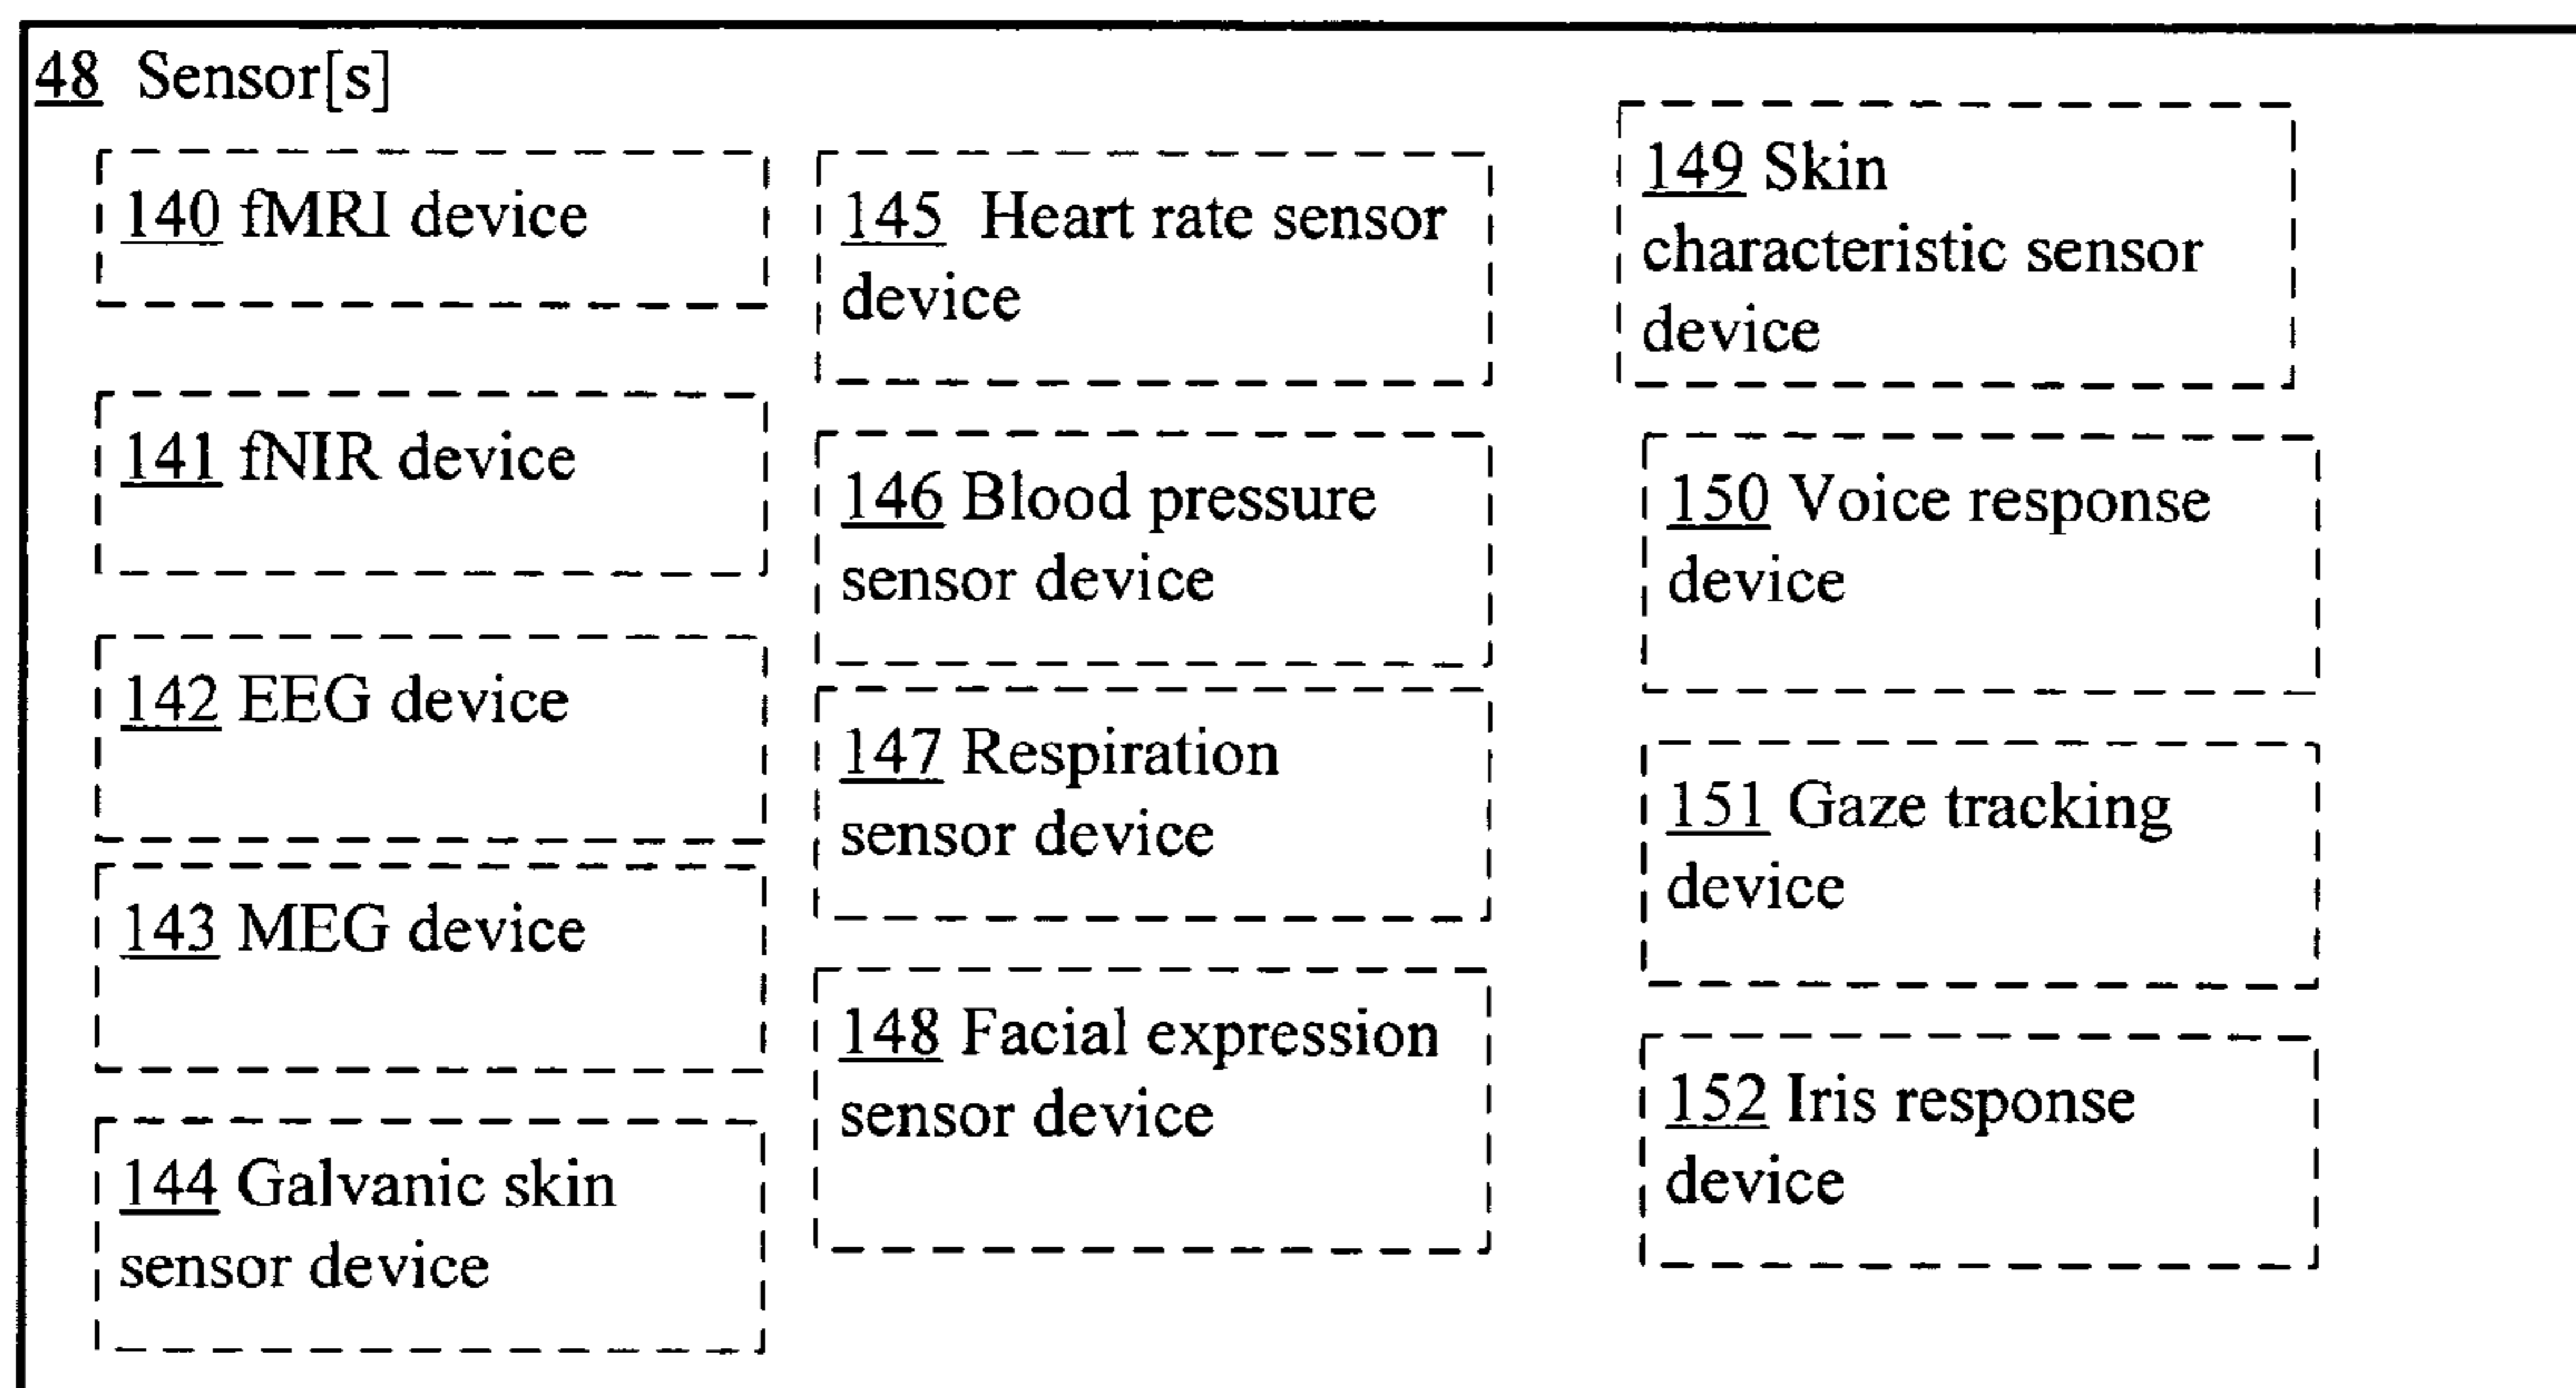 48 Sensor[s]
140 fMRI device
141 fNIR device
142 EEG device
143 MEG device
144 Galvanic skin
sensor device
145 Heart rate sensor
device
146 Blood pressure
sensor device
147 Respiration
sensor device
148 Facial expression
sensor device
149 Skin
characteristic sensor
device
150 Voice response
device
151 Gaze tracking
device
152 Iris response
device